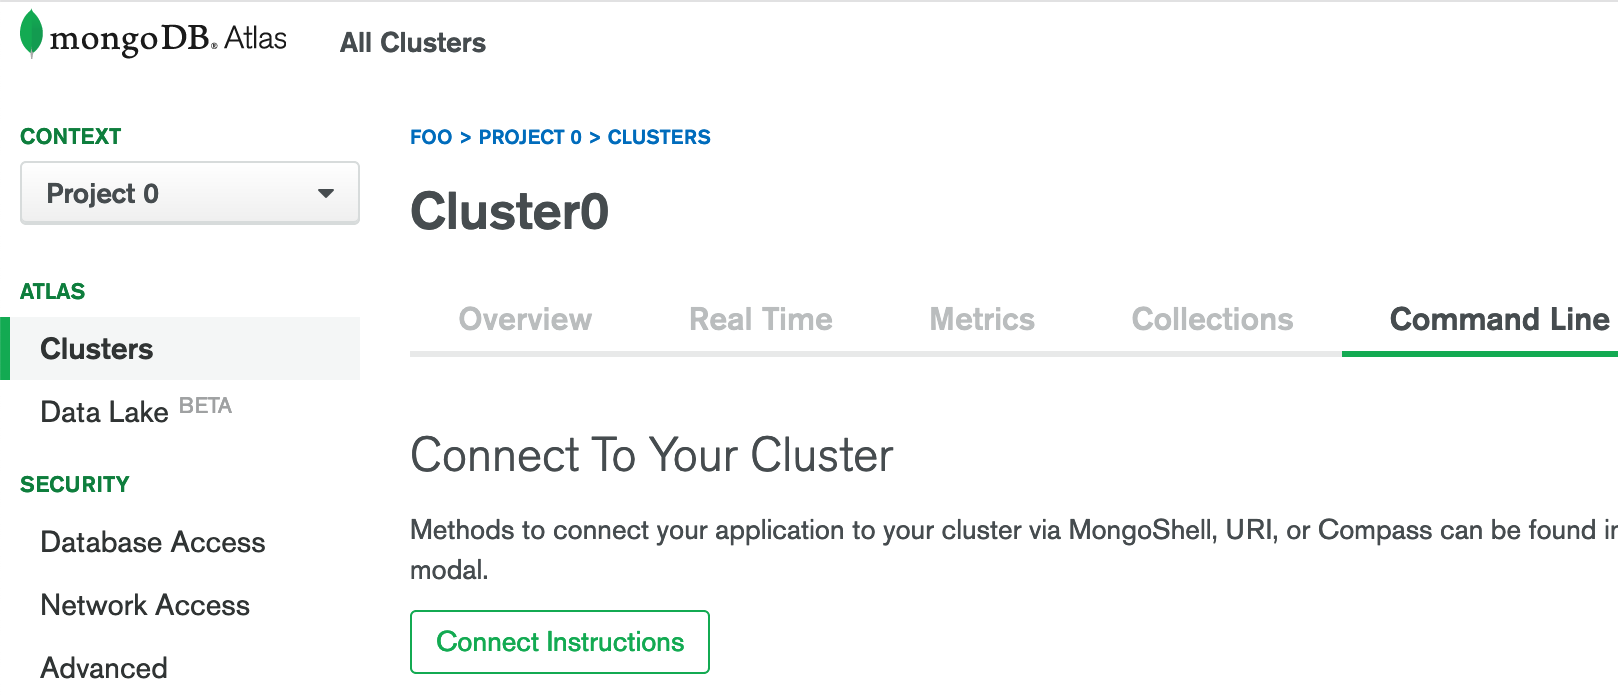 mongoDB® Atlas All Clusters
CONTEXT
Project 0
ATLAS
Clusters
Data Lake BETA
SECURITY
Database Access
Network Access
Advanced
FOO > PROJECT 0 > CLUSTERS
Cluster0
Overview Real Time Metrics Collections Command Line
Connect To Your Cluster
Methods to connect your application to your cluster via MongoShell, URI, or Compass can be found
modal.
Connect Instructions